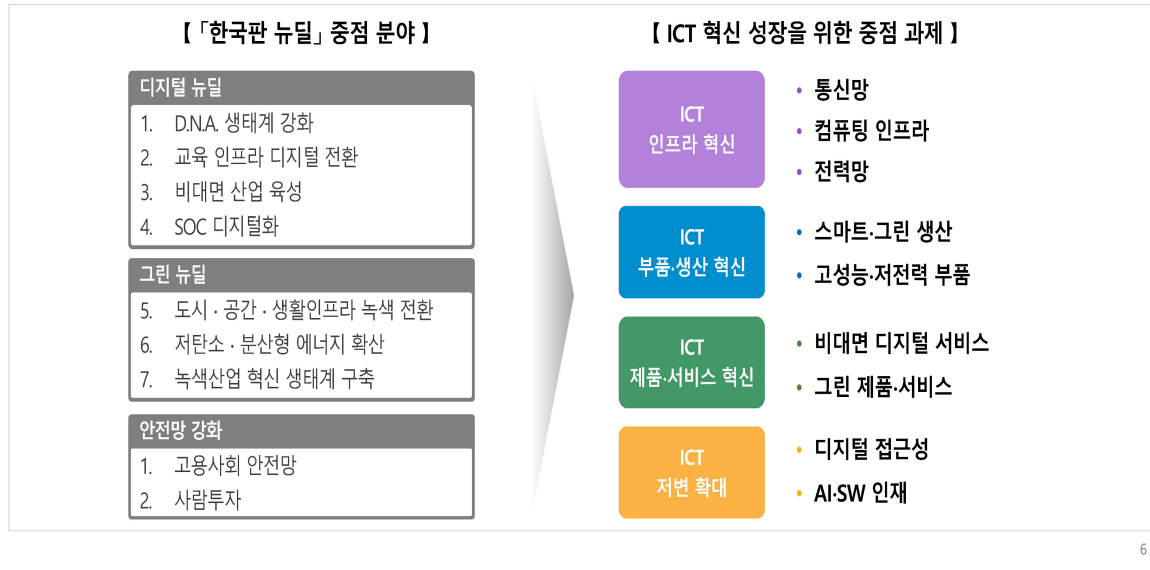 【 「한국판 뉴딜」 중점 분야 】
디지털 뉴딜
1. D.N.A. 생태계 강화
2. 교육 인프라 디지털 전환
3. 비대면 산업 육성
4. SOC 디지털화
그린 뉴딜
5. 도시 · 공간 · 생활인프라 녹색 전환
6. 저탄소 · 분산형 에너지 확산
7. 녹색산업 혁신 생태계 구축
안전망 강화
1. 고용사회 안전망
2. 사람투자
【 ICT 혁신 성장을 위한 중점 과제 】
ICT
인프라 혁신
• 통신망
• 컴퓨팅 인프라
• 전력망
ICT
부품·생산 혁신
• 스마트·그린 생산
• 고성능·저전력 부품
ICT
제품·서비스 혁신
• 비대면 디지털 서비스
• 그린 제품·서비스
ICT
저변 확대
• 디지털 접근성
• AI·SW 인재
6